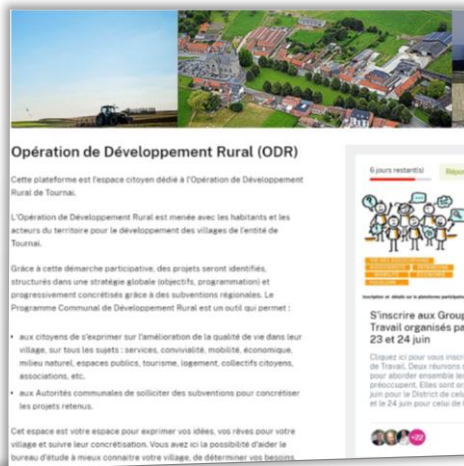 Opération de Développement Rural (ODR)
Cette plateforme est l'espace citoyen dédié à l'Opération de Développement
Rural de Tournai.
L'Opération de Développement Rural est menée avec les habitants et les
acteurs du territoire pour le développement des villages de l'entité de
Tournai.
Grâce à cette démarche participative, des projets seront identifiés,
structurés dans une stratégie globale (objectifs, programmation) et
progressivement concrétisés grâce à des subventions régionales. Le
Programme Communal de Développement Rural est un outil qui permet :
• aux citoyens de s'exprimer sur l'amélioration de la qualité de vie dans leur
village, sur tous les sujets : services, convivialité, mobilité, économique,
milieu naturel, espaces publics, tourisme, logement, collectifs citoyens,
associations, etc.
• aux Autorités communales de solliciter des subventions pour concrétiser
les projets retenus.
Cet espace est votre espace pour exprimer vos idées, vos rêves pour votre
village et suivre leur concrétisation. Vous avez ici la possibilité d'aider le
bureau d'étude à mieux connaitre votre village, de déterminer vos besoins
6 jours restant(s)
Inscription et détails sur la plateforme participation
S'inscrire aux Group
Travail organisés pa
23 et 24 juin
Cliquez ici pour vous inscri
de Travail. Deux réunions s
pour aborder ensemble les
préoccupent. Elles sont or
juin pour le District de celu
et le 24 juin pour celui de l
+22